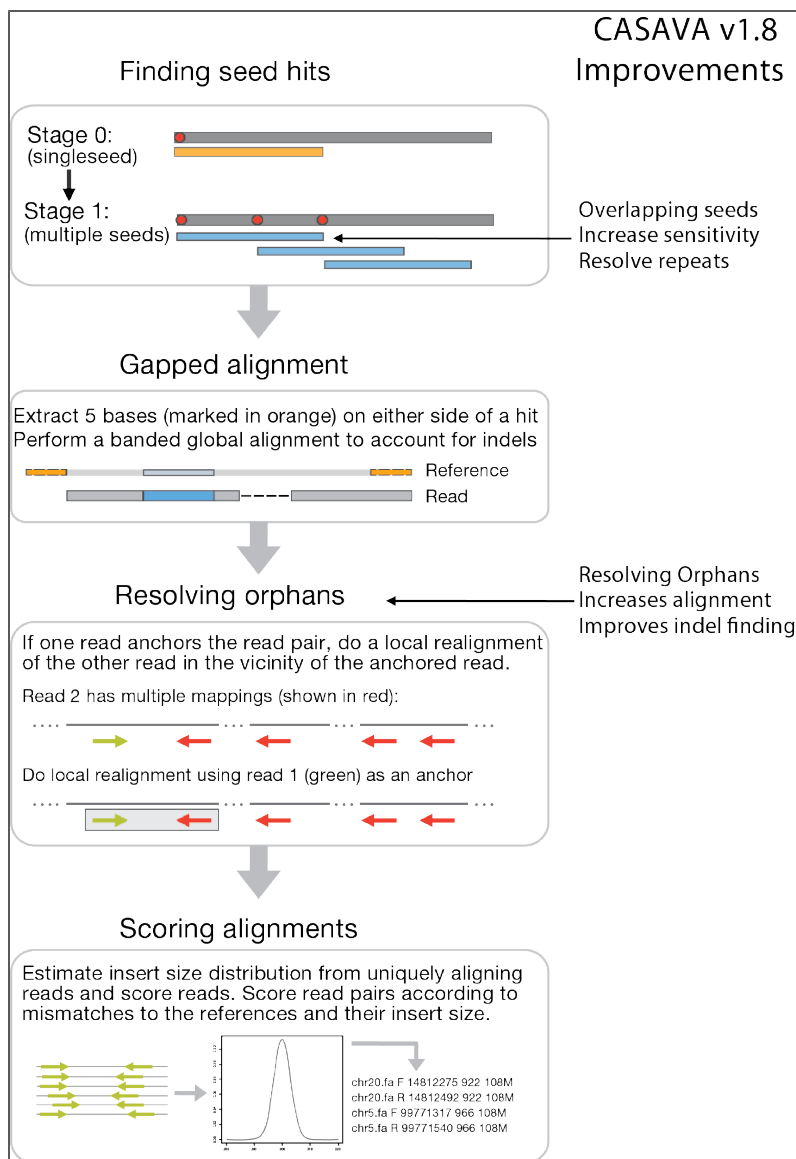 CASAVA v1.8
Improvements
Finding seed hits
Stage 0:
(singleseed)
Stage 1:
(multiple seeds)
Overlapping seeds
Increase sensitivity
Resolve repeats
Gapped alignment
Extract 5 bases (marked in orange) on either side of a hit
Perform a banded global alignment to account for indels
Reference
Read
Resolving orphans
Resolving Orphans
Increases alignment
Improves indel finding
If one read anchors the read pair, do a local realignment
of the other read in the vicinity of the anchored read.
Read 2 has multiple mappings (shown in red):
Do local realignment using read 1 (green) as an anchor
Scoring alignments
Estimate insert size distribution from uniquely aligning
reads and score reads. Score read pairs according to
mismatches to the references and their insert size.
chr20.fa F 14812275 922 108M
chr20.fa R 14812492 922 108M
chr5.fa F 99771317 966 108M
chr5.fa R 99771540 966 108M